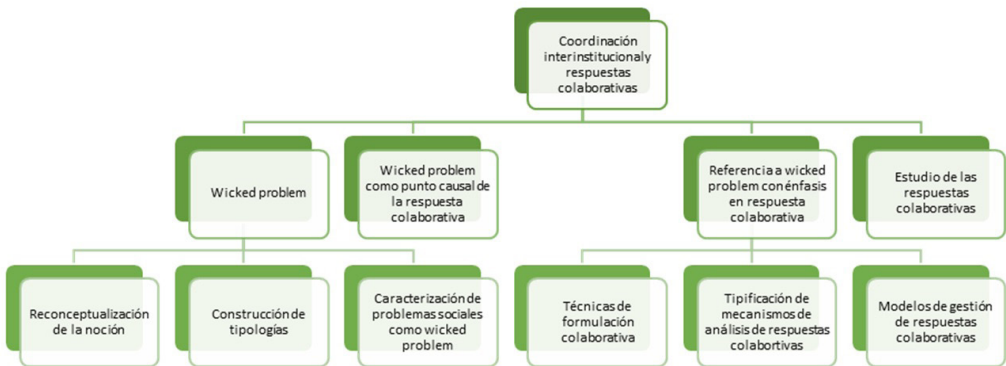 Coordinación
interinstitucionaly
respuestas
colaborativas
Wicked problem
Wicked problem
como punto causal de
la respuesta
colaborativa
Referencia a wicked
problem con énfasis
en respuesta
colaborativa
Estudio de las
respuestas
colaborativas
Reconceptualización
de la noción
Construcción de
tipologías
Caracterización de
problemas sociales
como wicked
problem
Técnicas de
formulación
colaborativa
Tipificación de
mecanismos de
análisis de respuestas
colabortivas
Modelos de gestión
de respuestas
colaborativas